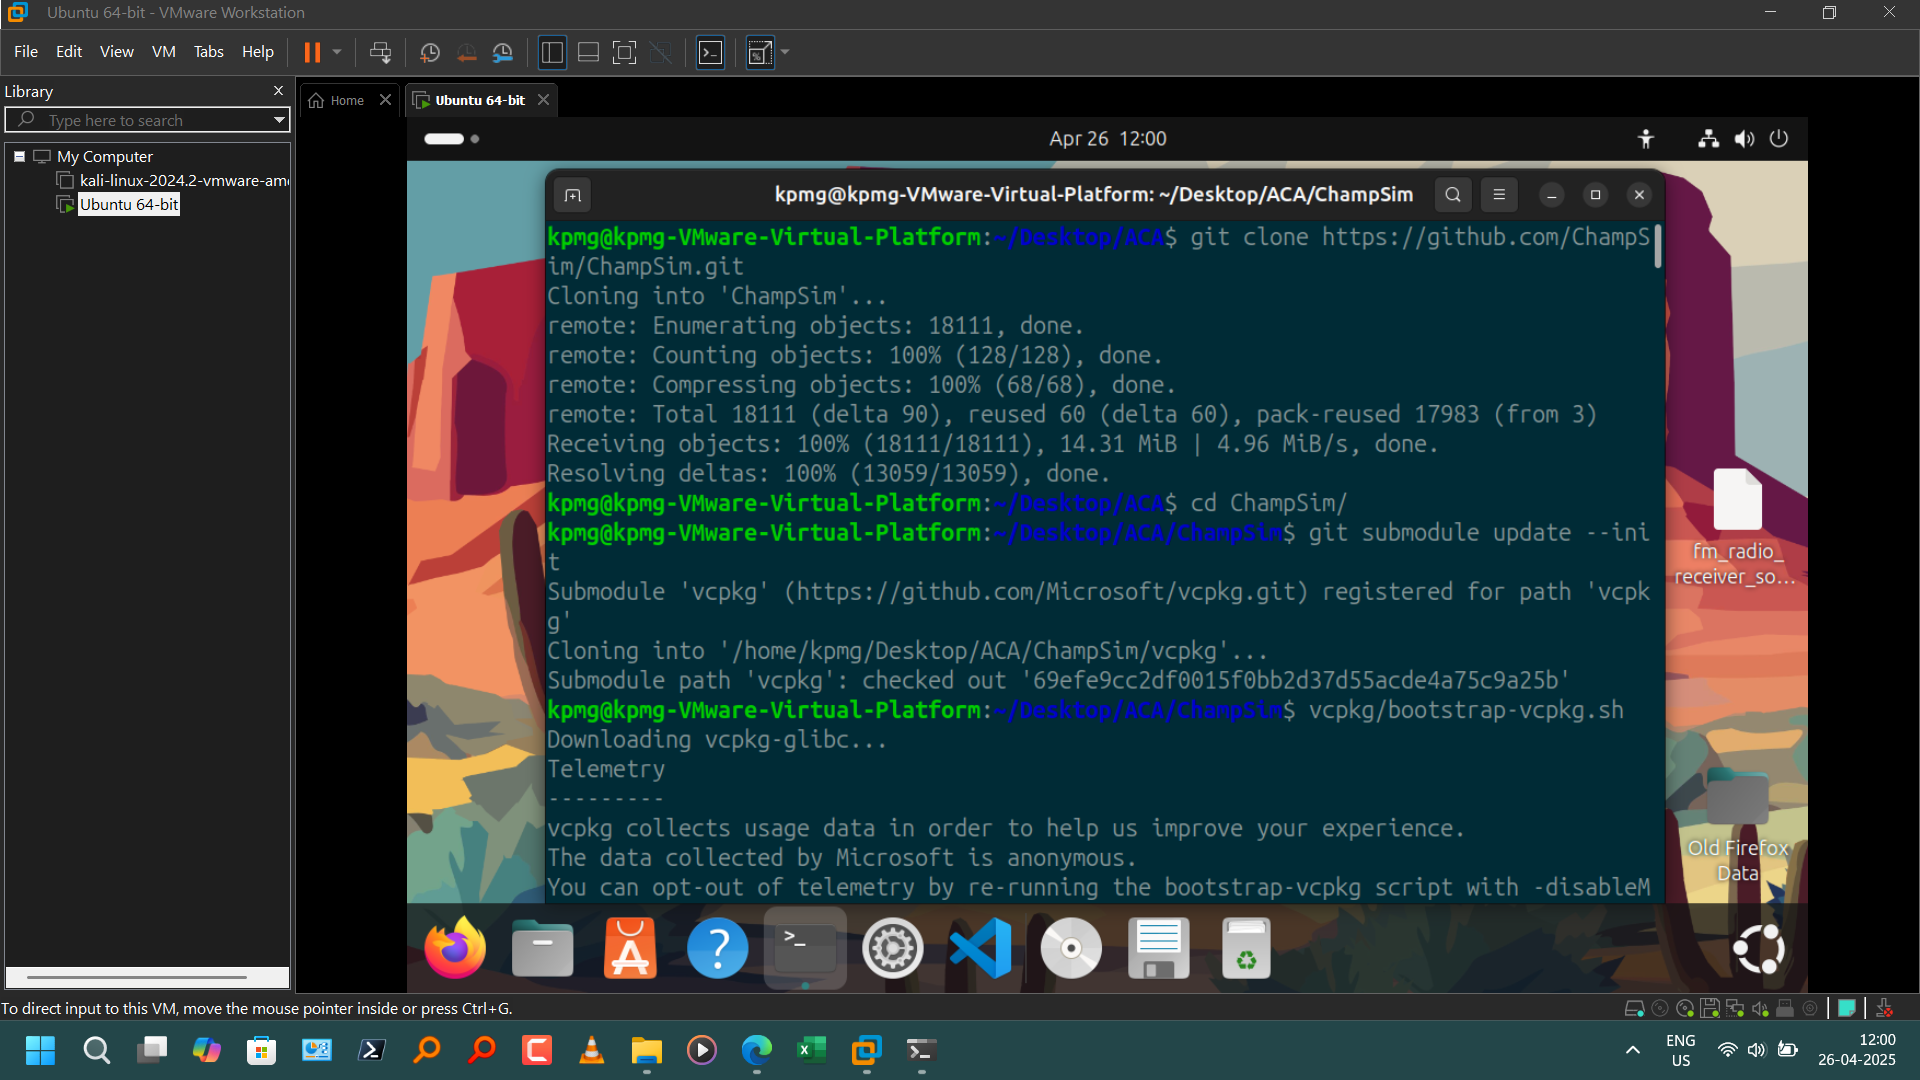 Ubuntu 64-bit - VMware Workstation
File Edit View VM Tabs Help
Library
Type here to search
My Computer
kali-linux-2024.2-vmware-am
Ubuntu 64-bit
Home
Ubuntu 64-bit
Apr 26 12:00
kpmg@kpmg-VMware-Virtual-Platform: ~/Desktop/ACA/ChampSim
kpmg@kpmg-VMware-Virtual-Platform:~/Desktop/ACA$ git clone https://github.com/ChampS
im/ChampSim.git
Cloning into 'ChampSim'...
remote: Enumerating objects: 18111, done.
remote: Counting objects: 100% (128/128), done.
remote: Compressing objects: 100% (68/68), done.
remote: Total 18111 (delta 90), reused 60 (delta 60), pack-reused 17983 (from 3)
Receiving objects: 100% (18111/18111), 14.31 MiB | 4.96 MiB/s, done.
Resolving deltas: 100% (13059/13059), done.
kpmg@kpmg-VMware-Virtual-Platform:~/Desktop/ACA$ cd ChampSim/
kpmg@kpmg-VMware-Virtual-Platform:~/Desktop/ACA/ChampSim$ git submodule update --ini
t
Submodule 'vcpkg' (https://github.com/Microsoft/vcpkg.git) registered for path 'vcpk
g'
Cloning into '/home/kpmg/Desktop/ACA/ChampSim/vcpkg'...
Submodule path 'vcpkg': checked out '69efe9cc2df0015f0bb2d37d55acde4a75c9a25b'
kpmg@kpmg-VMware-Virtual-Platform:~/Desktop/ACA/ChampSim$ vcpkg/bootstrap-vcpkg.sh
Downloading vcpkg-glibc...
Telemetry
---------
vcpkg collects usage data in order to help us improve your experience.
The data collected by Microsoft is anonymous.
You can opt-out of telemetry by re-running the bootstrap-vcpkg script with -disableM
fm_radio_
receiver_so...
Old Firefox
Data
To direct input to this VM, move the mouse pointer inside or press Ctrl+G.
ENG
US
12:00
26-04-2025